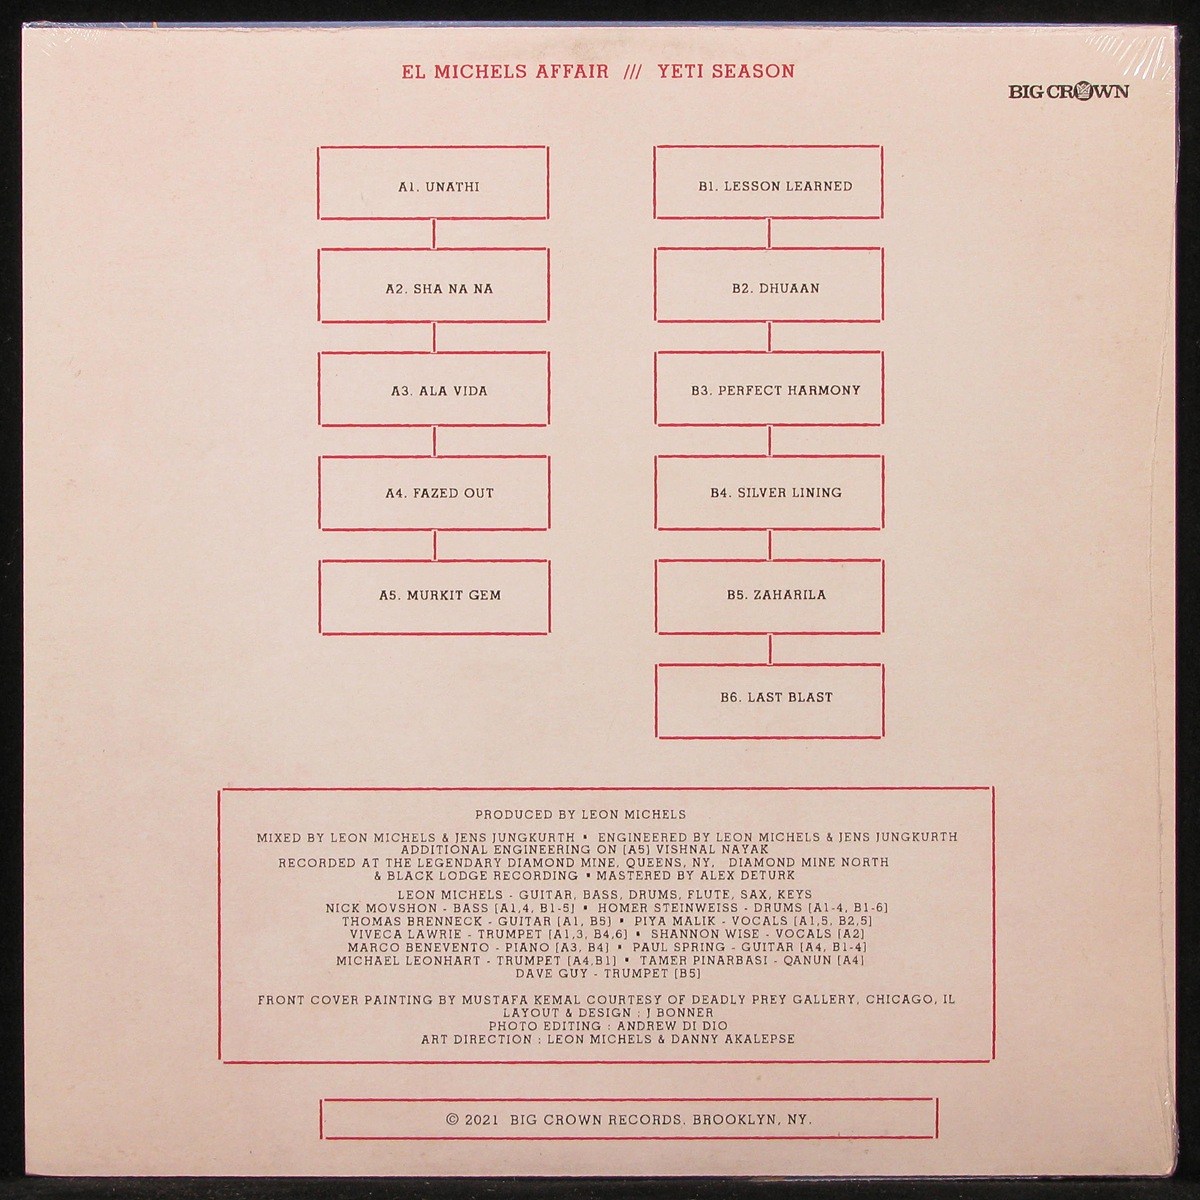 EL MICHELS AFFAIR /// YETI SEASON
BIG CROWN
A1. UNATHI
A2. SHA NA NA
A3. ALA VIDA
A4. FAZED OUT
A5. MURKIT GEM
B1. LESSON LEARNED
B2. DHUAAN
B3. PERFECT HARMONY
B4. SILVER LINING
B5. ZAHARILA
B6. LAST BLAST
PRODUCED BY LEON MICHELS
MIXED BY LEON MICHELS & JENS JUNGKURTH ▪ ENGINEERED BY LEON MICHELS & JENS JUNGKURTH
ADDITIONAL ENGINEERING ON [A5] VISHNAL NAYAK
RECORDED AT THE LEGENDARY DIAMOND MINE, QUEENS, NY, DIAMOND MINE NORTH
& BLACK LODGE RECORDING ▪ MASTERED BY ALEX DETURK
LEON MICHELS - GUITAR, BASS, DRUMS, FLUTE, SAX, KEYS
NICK MOVSHON - BASS [A1,4, B1-5] ▪ HOMER STEINWEISS - DRUMS [A1-4, B1-6]
THOMAS BRENNECK - GUITAR [A1, B5] ▪ PIYA MALIK - VOCALS [A1,5, B2,5]
VIVECA LAWRIE - TRUMPET [A1,3, B4,6] ▪ SHANNON WISE - VOCALS [A2]
MARCO BENEVENTO - PIANO [A3, B4] ▪ PAUL SPRING - GUITAR [A4, B1-4]
MICHAEL LEONHART - TRUMPET [A4,B1] ▪ TAMER PINARBASI - QANUN [A4]
DAVE GUY - TRUMPET [B5]
FRONT COVER PAINTING BY MUSTAFA KEMAL COURTESY OF DEADLY PREY GALLERY, CHICAGO, IL
LAYOUT & DESIGN : J BONNER
PHOTO EDITING : ANDREW DI DIO
ART DIRECTION : LEON MICHELS & DANNY AKALEPSE
© 2021 BIG CROWN RECORDS. BROOKLYN, NY.